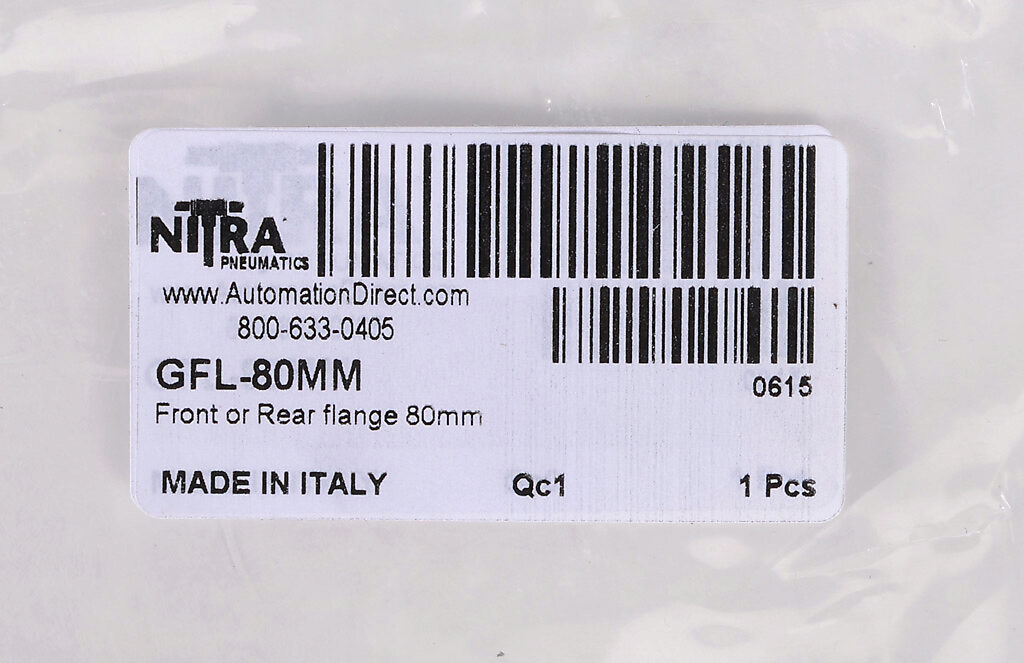 NITRA
PNEUMATICS
www.AutomationDirect.com
800-633-0405
GFL-80MM
0615
Front or Rear flange 80mm
MADE IN ITALY Qc1 1 Pcs